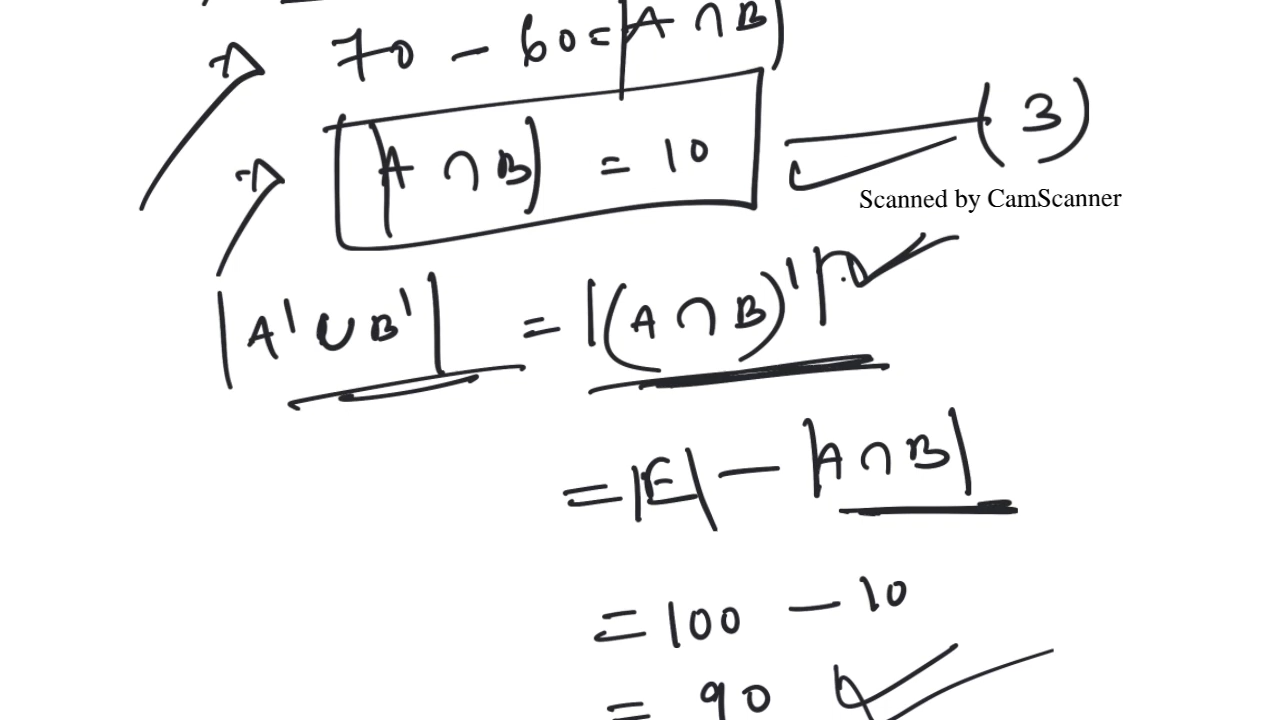 70 - 60 = |A ∩ B|
|A ∩ B| = 10 (3)
Scanned by CamScanner
|A' ∪ B'| = |(A ∩ B)'|
= |E| - |A ∩ B|
= 100 - 10
= 90